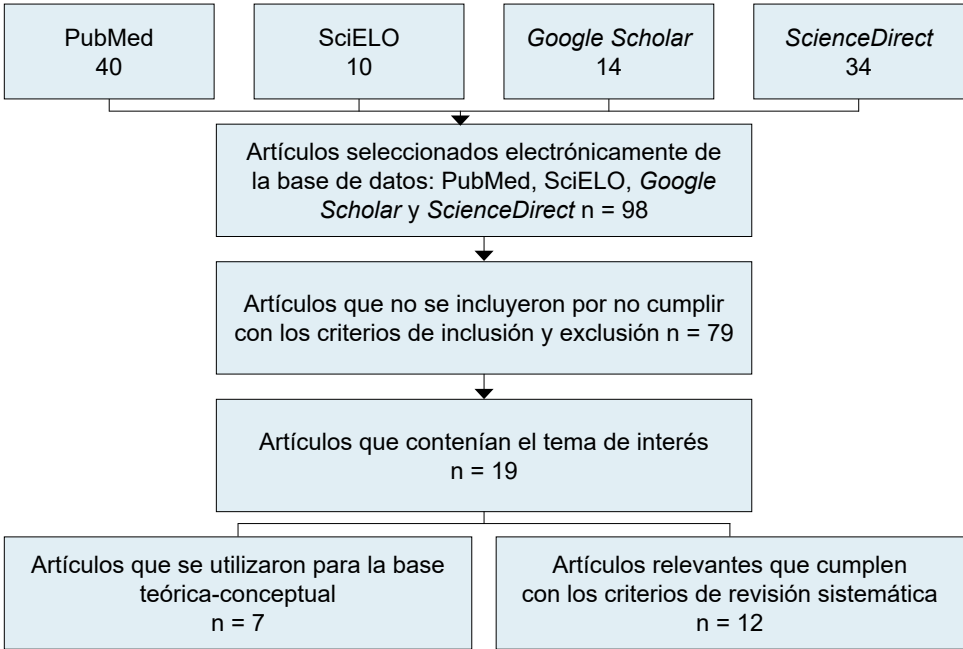 PubMed
40
SciELO
10
Google Scholar
14
ScienceDirect
34
Artículos seleccionados electrónicamente de
la base de datos: PubMed, SciELO, Google
Scholar y ScienceDirect n = 98
Artículos que no se incluyeron por no cumplir
con los criterios de inclusión y exclusión n = 79
Artículos que contenían el tema de interés
n = 19
Artículos que se utilizaron para la base
teórica-conceptual
n = 7
Artículos relevantes que cumplen
con los criterios de revisión sistemática
n = 12